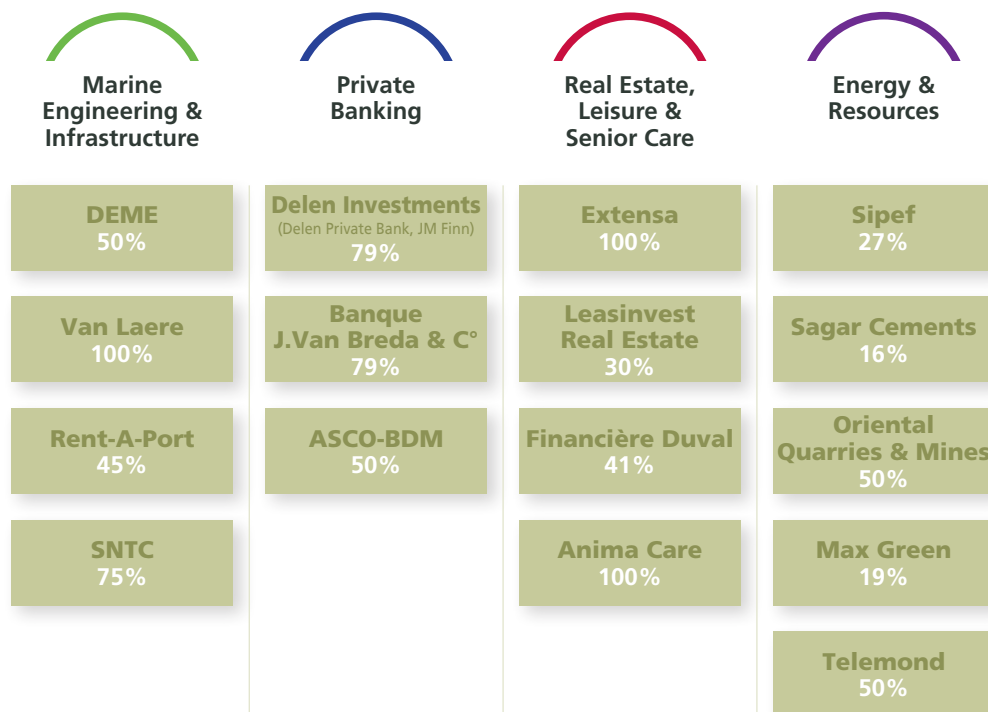 Marine
Engineering &
Infrastructure
DEME
50%
Van Laere
100%
Rent-A-Port
45%
SNTC
75%
Private
Banking
Delen Investments
(Delen Private Bank, JM Finn)
79%
Banque
J.Van Breda & C°
79%
ASCO-BDM
50%
Real Estate,
Leisure &
Senior Care
Extensa
100%
Leasinvest
Real Estate
30%
Financière Duval
41%
Anima Care
100%
Energy &
Resources
Sipef
27%
Sagar Cements
16%
Oriental
Quarries & Mines
50%
Max Green
19%
Telemond
50%